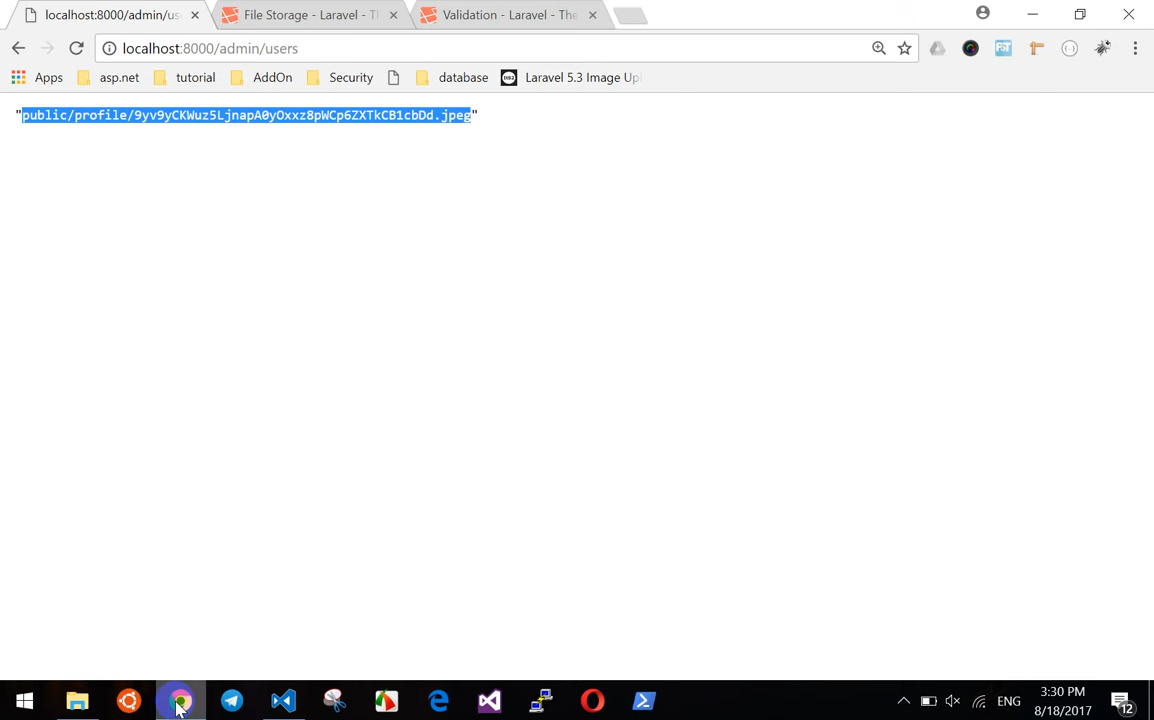 localhost:8000/admin/us
File Storage - Laravel - Tl
Validation - Laravel - The
localhost:8000/admin/users
Apps
asp.net
tutorial
AddOn
Security
database
Laravel 5.3 Image Upl
"public/profile/9yv9yCKWuz5LjnapA0yOxxz8pWCp6ZXTkCB1cbDd.jpeg"
ENG
3:30 PM
8/18/2017
12